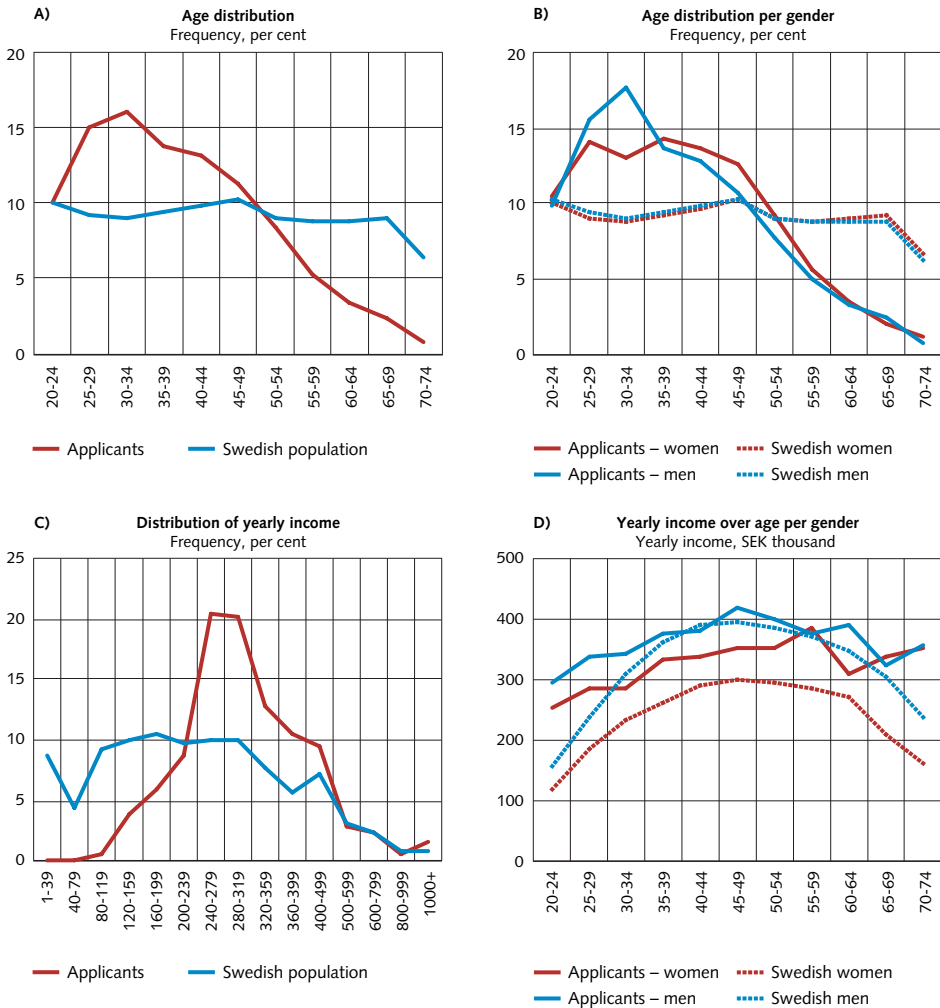 A)
Age distribution
Frequency, per cent
20
15
10
5
0
20-24
25-29
30-34
35-39
40-44
45-49
50-54
55-59
60-64
65-69
70-74
Applicants
Swedish population
B)
Age distribution per gender
Frequency, per cent
20
15
10
5
0
20-24
25-29
30-34
35-39
40-44
45-49
50-54
55-59
60-64
65-69
70-74
Applicants – women
Swedish women
Applicants – men
Swedish men
C)
Distribution of yearly income
Frequency, per cent
25
20
15
10
5
0
1-39
40-79
80-119
120-159
160-1999
200-239
240-279
280-319
320-359
360-399
400-499
500-599
600-799
800-999
1000+
Applicants
Swedish population
D)
Yearly income over age per gender
Yearly income, SEK thousand
500
400
300
200
100
0
20-24
25-29
30-34
35-39
40-44
45-49
50-54
55-59
60-64
65-69
70-74
Applicants – women
Swedish women
Applicants – men
Swedish men